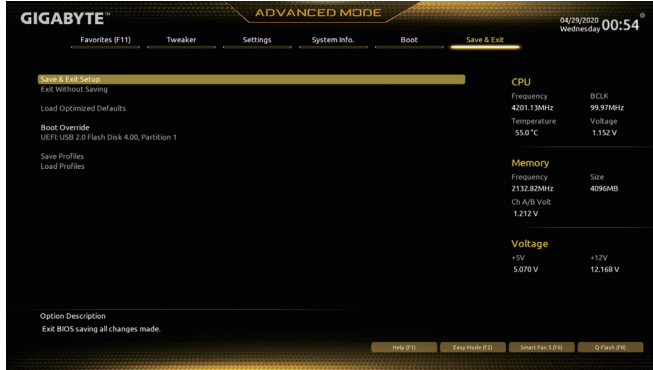 GIGABYTE™
ADVANCED MODE
04/29/2020
Wednesday 00:54
Favorites (F11) Tweaker Settings System Info. Boot Save & Exit
Save & Exit Setup
Exit Without Saving
Load Optimized Defaults
Boot Override
UEFI: USB 2.0 Flash Disk 4.00, Partition 1
Save Profiles
Load Profiles
CPU
Frequency BCLK
4201.13MHz 99.97MHz
Temperature Voltage
55.0 °C 1.152 V
Memory
Frequency Size
2132.82MHz 4096MB
Ch A/B Volt
1.212 V
Voltage
+5V +12V
5.070 V 12.168 V
Option Description
Exit BIOS saving all changes made.
Help (F1) Easy Mode (F2) Smart Fan 5 (F6) Q-Flash (F8)